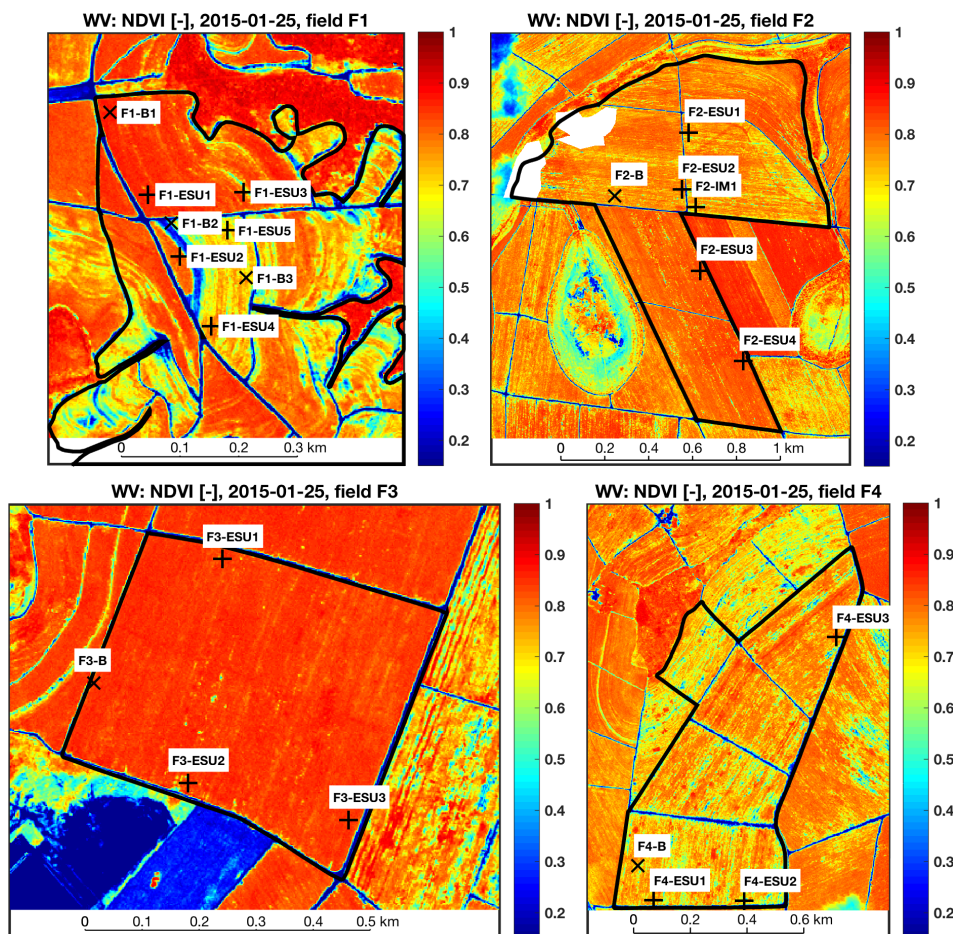 WV: NDVI [-], 2015-01-25, field F1
F1-B1
F1-ESU1
F1-ESU3
F1-B2
F1-ESU5
F1-ESU2
F1-B3
F1-ESU4
0 0.1 0.2 0.3 km
1
0.9
0.8
0.7
0.6
0.5
0.4
0.3
0.2
WV: NDVI [-], 2015-01-25, field F2
F2-ESU1
F2-ESU2
F2-B
F2-IM1
F2-ESU3
F2-ESU4
0 0.2 0.4 0.6 0.8 1 km
1
0.9
0.8
0.7
0.6
0.5
0.4
0.3
0.2
WV: NDVI [-], 2015-01-25, field F3
F3-ESU1
F3-B
F3-ESU2
F3-ESU3
0 0.1 0.2 0.3 0.4 0.5 km
1
0.9
0.8
0.7
0.6
0.5
0.4
0.3
0.2
WV: NDVI [-], 2015-01-25, field F4
F4-ESU3
F4-B
F4-ESU1
F4-ESU2
0 0.2 0.4 0.6 km
1
0.9
0.8
0.7
0.6
0.5
0.4
0.3
0.2